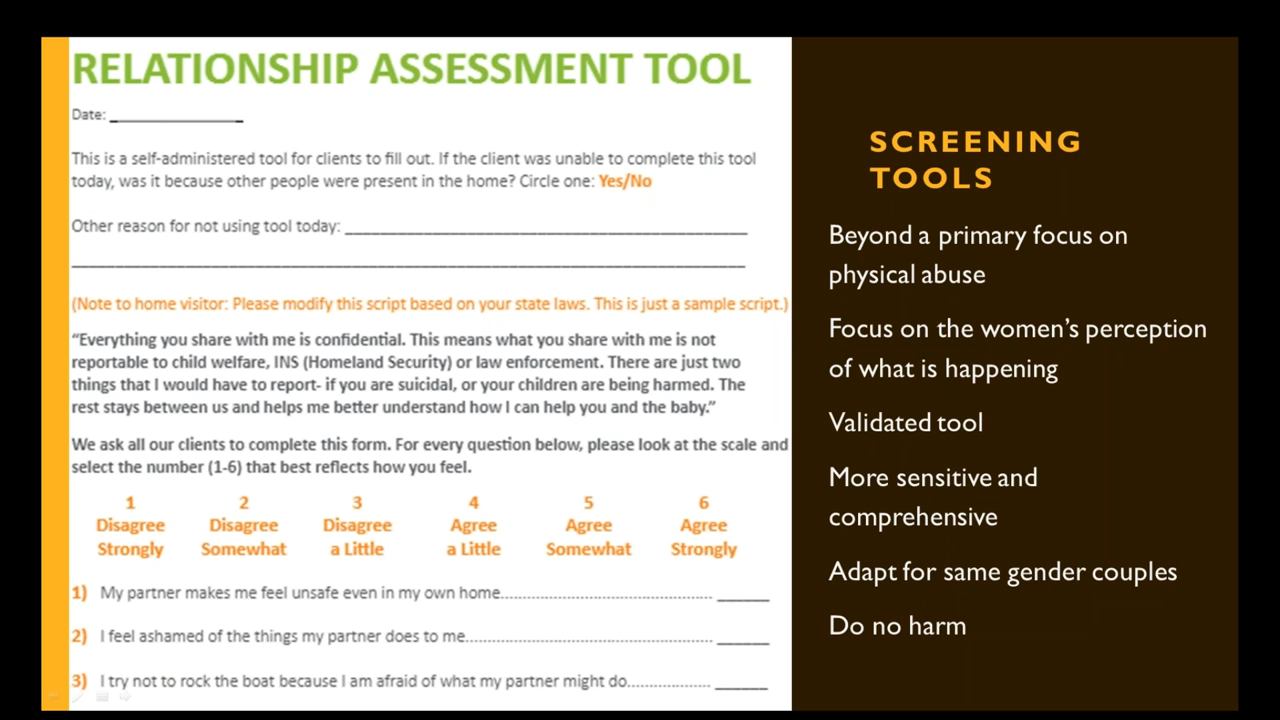 RELATIONSHIP ASSESSMENT TOOL
Date: _______________
This is a self-administered tool for clients to fill out. If the client was unable to complete this tool
today, was it because other people were present in the home? Circle one: Yes/No
Other reason for not using tool today: ______________________________________________
______________________________________________________________________________
(Note to home visitor: Please modify this script based on your state laws. This is just a sample script.)
“Everything you share with me is confidential. This means what you share with me is not
reportable to child welfare, INS (Homeland Security) or law enforcement. There are just two
things that I would have to report- if you are suicidal, or your children are being harmed. The
rest stays between us and helps me better understand how I can help you and the baby.”
We ask all our clients to complete this form. For every question below, please look at the scale and
select the number (1-6) that best reflects how you feel.
1 2 3 4 5 6
Disagree Disagree Disagree Agree Agree Agree
Strongly Somewhat a Little a Little Somewhat Strongly
1) My partner makes me feel unsafe even in my own home.................................................. ______
2) I feel ashamed of the things my partner does to me......................................................... ______
3) I try not to rock the boat because I am afraid of what my partner might do................... ______
SCREENING
TOOLS
Beyond a primary focus on
physical abuse
Focus on the women’s perception
of what is happening
Validated tool
More sensitive and
comprehensive
Adapt for same gender couples
Do no harm